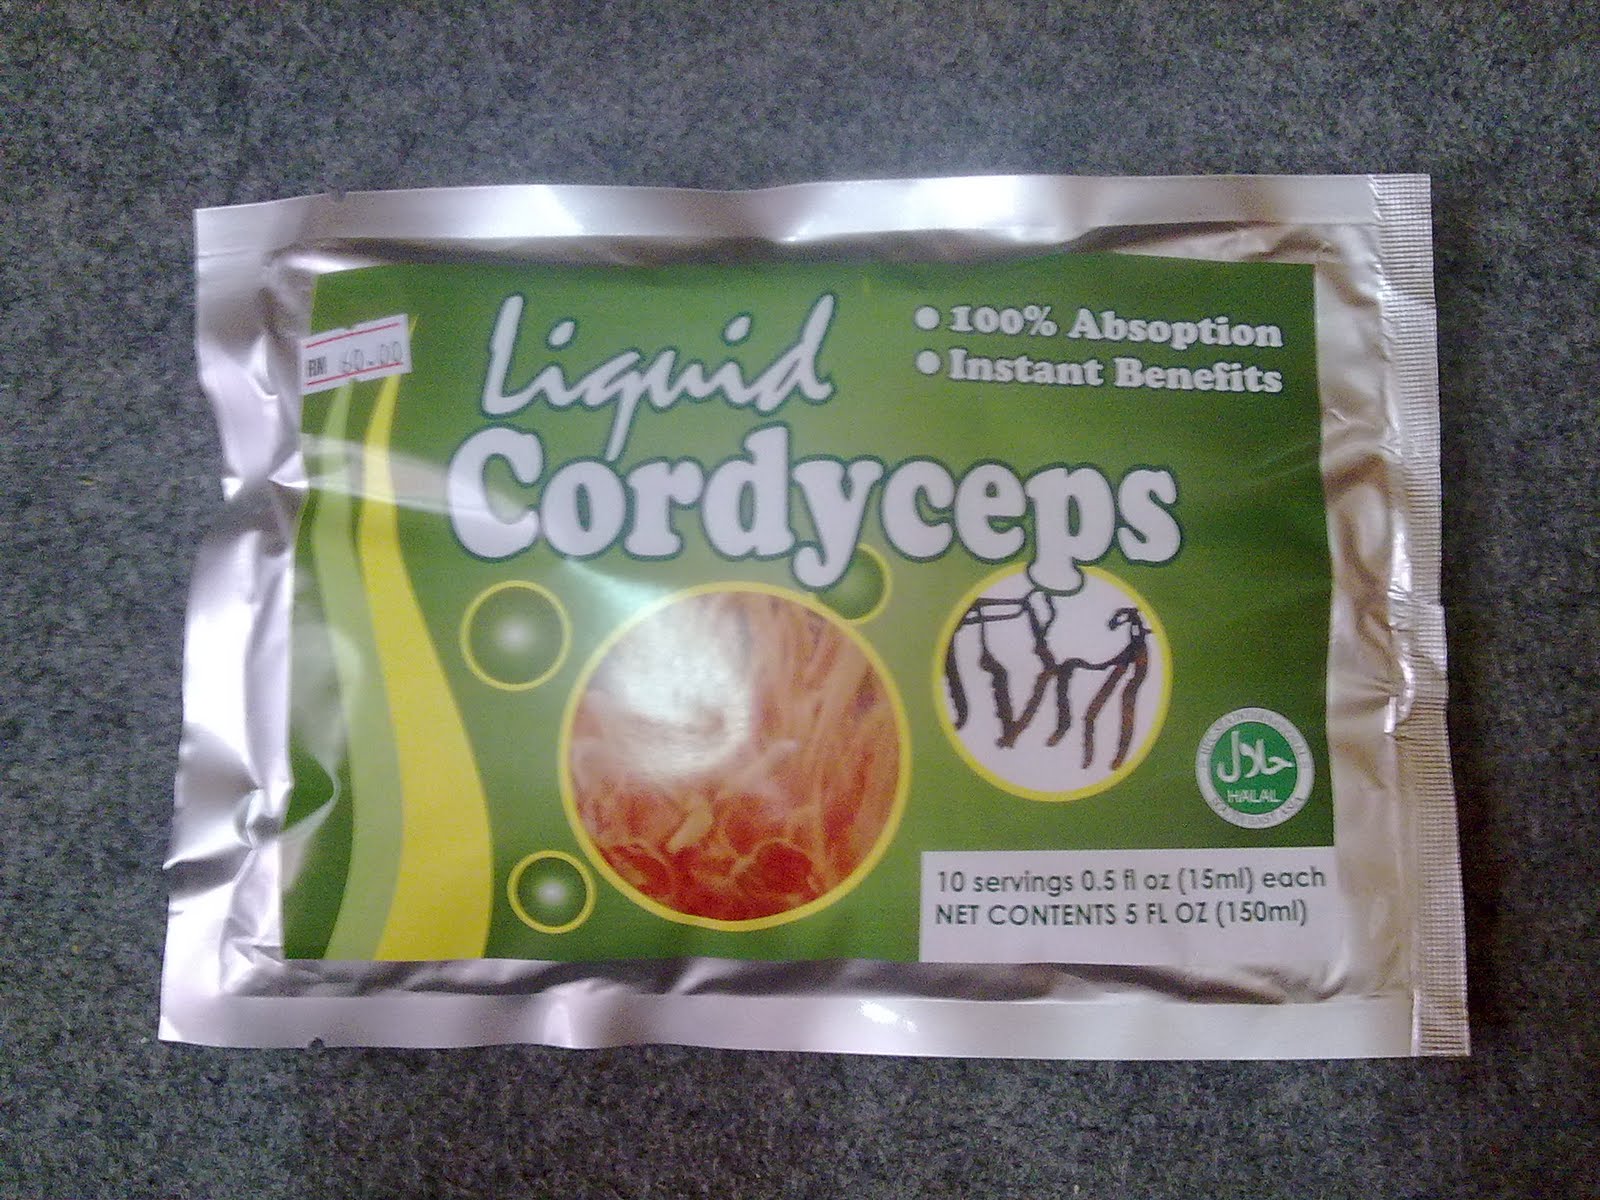 RM 60.00
Liquid
Cordyceps
• 100% Absoption
• Instant Benefits
حلال
HALAL
10 servings 0.5 fl oz (15ml) each
NET CONTENTS 5 FL OZ (150ml)